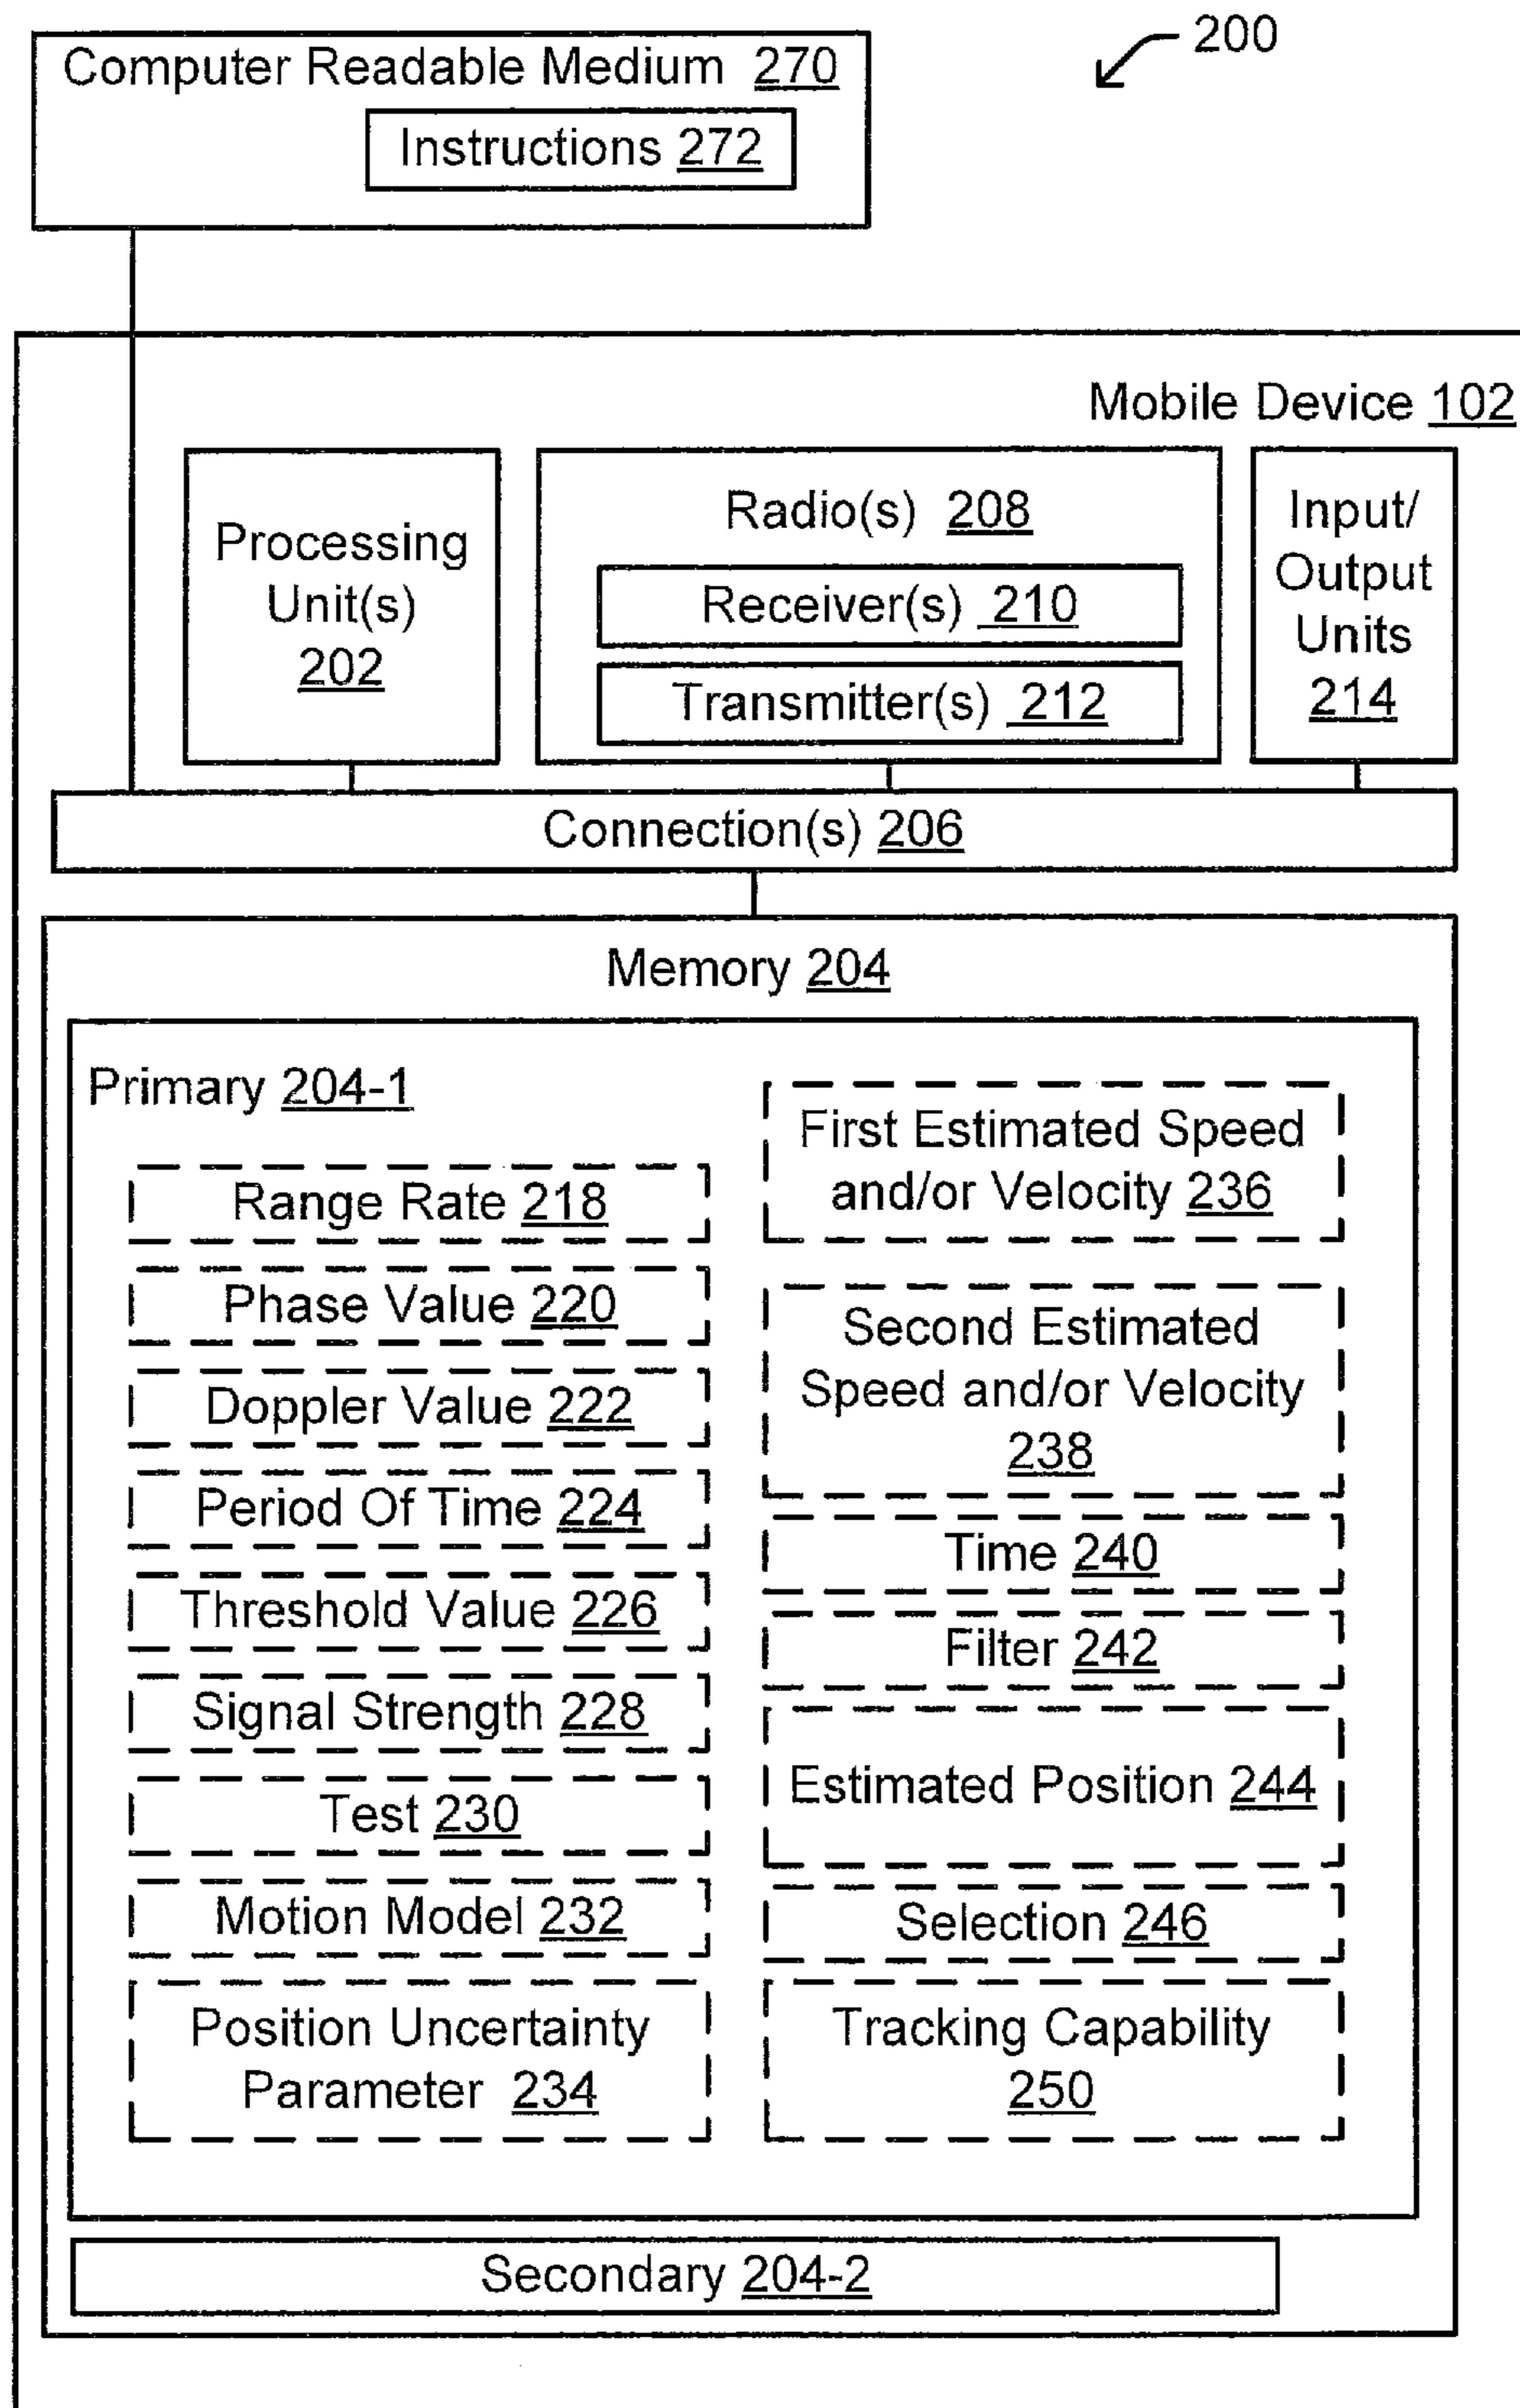 200
Computer Readable Medium 270
Instructions 272
Mobile Device 102
Processing
Unit(s)
202
Radio(s) 208
Receiver(s) 210
Transmitter(s) 212
Input/
Output
Units
214
Connection(s) 206
Memory 204
Primary 204-1
Range Rate 218
Phase Value 220
Doppler Value 222
Period Of Time 224
Threshold Value 226
Signal Strength 228
Test 230
Motion Model 232
Position Uncertainty
Parameter 234
First Estimated Speed
and/or Velocity 236
Second Estimated
Speed and/or Velocity
238
Time 240
Filter 242
Estimated Position 244
Selection 246
Tracking Capability
250
Secondary 204-2